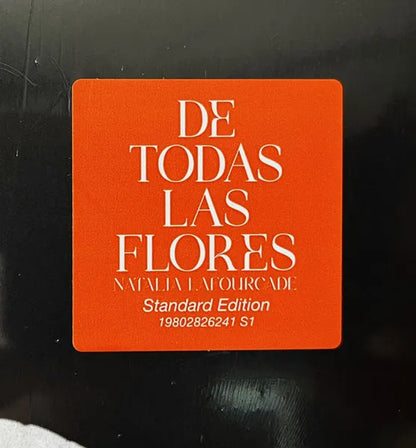 DE
TODAS
LAS
FLORES
NATALIA LAFOURCADE
Standard Edition
19802826241 S1